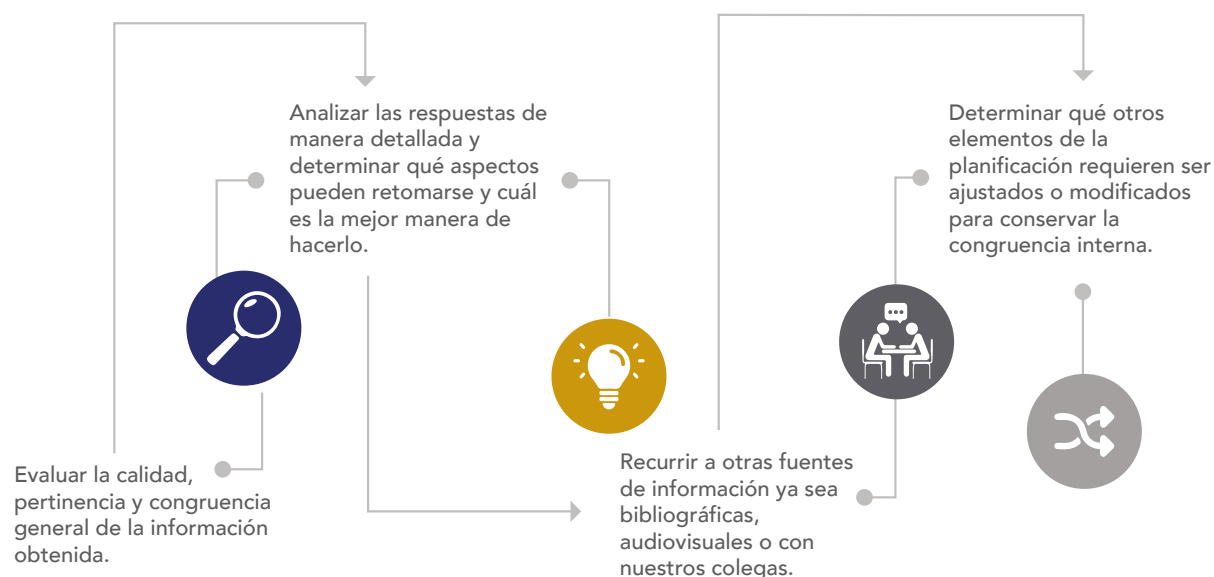 Evaluar la calidad,
pertinencia y congruencia
general de la información
obtenida.
Analizar las respuestas de
manera detallada y
determinar qué aspectos
pueden retomarse y cuál
es la mejor manera de
hacerlo.
Recurrir a otras fuentes
de información ya sea
bibliográficas,
audiovisuales o con
nuestros colegas.
Determinar qué otros
elementos de la
planificación requieren ser
ajustados o modificados
para conservar la
congruencia interna.